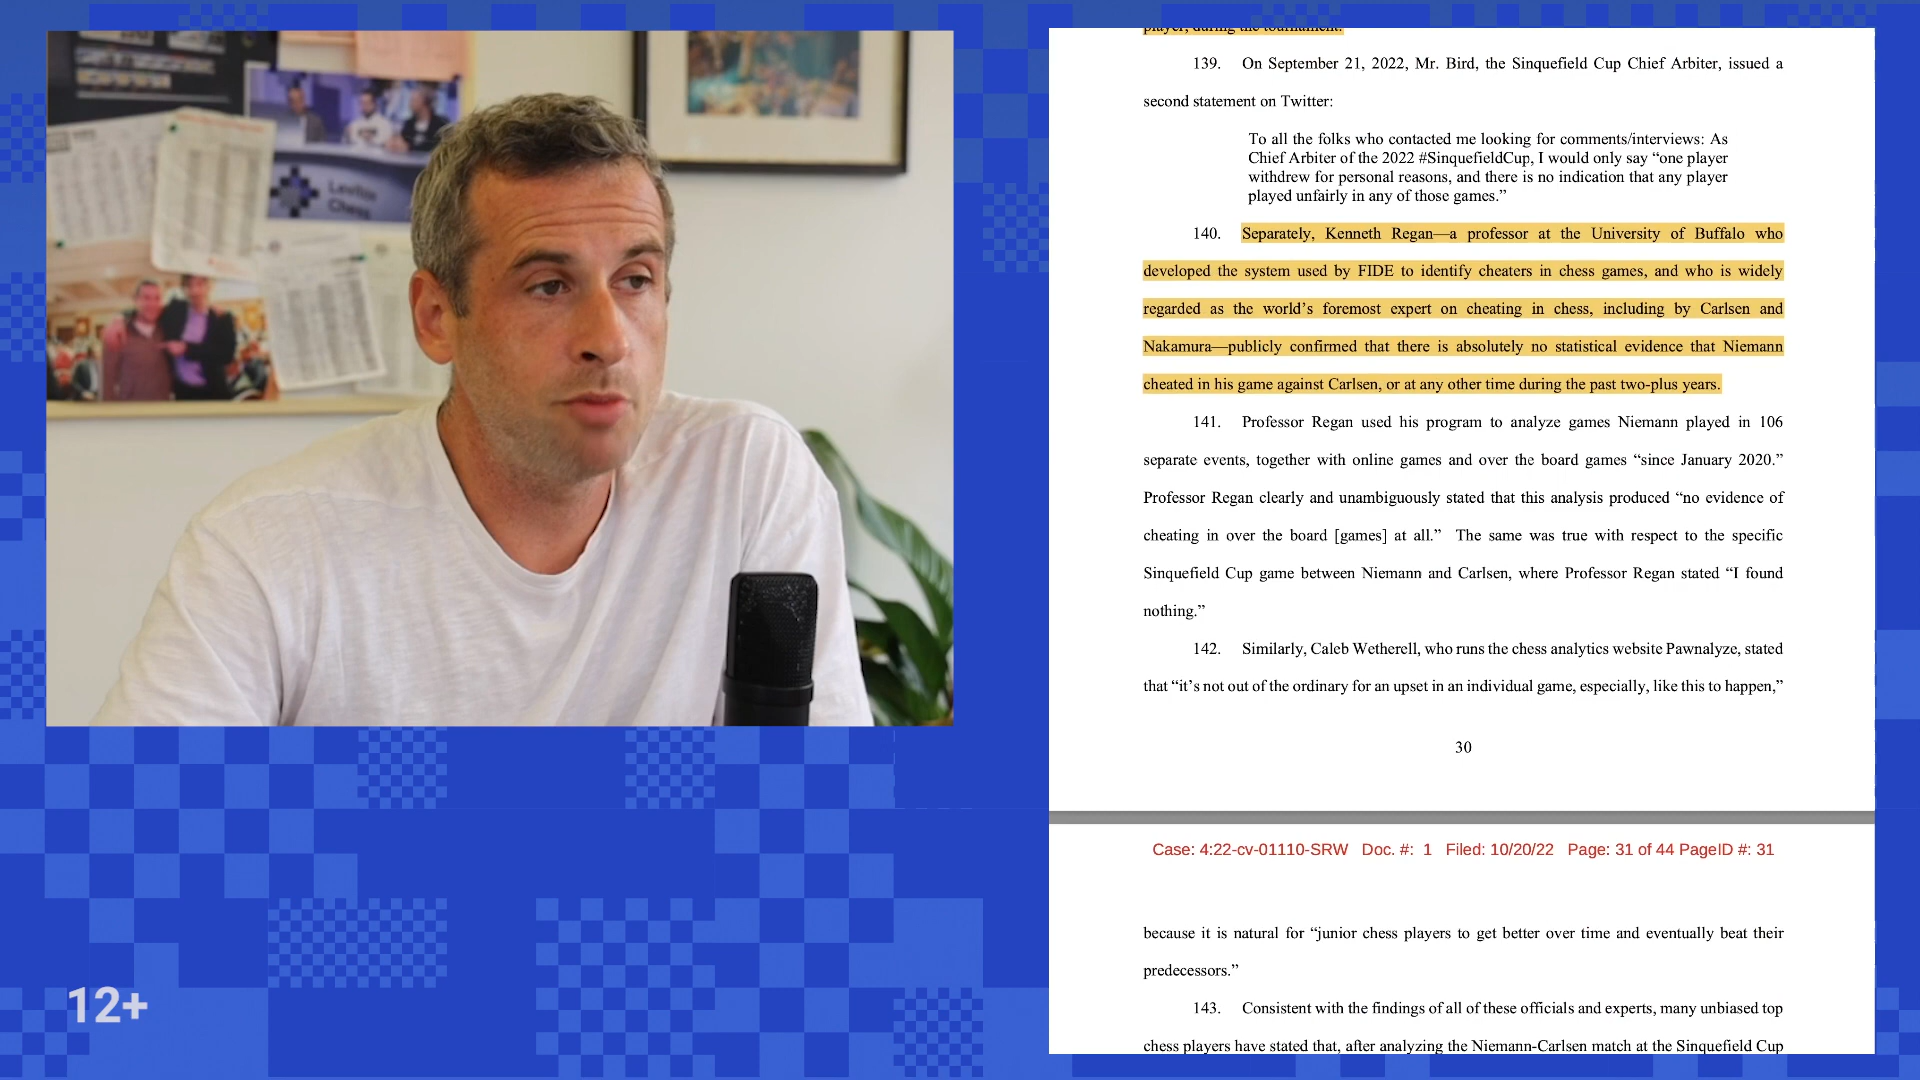 Levitov
Chess
12+
player, during the tournament.
139. On September 21, 2022, Mr. Bird, the Sinquefield Cup Chief Arbiter, issued a
second statement on Twitter:
To all the folks who contacted me looking for comments/interviews: As
Chief Arbiter of the 2022 #SinquefieldCup, I would only say “one player
withdrew for personal reasons, and there is no indication that any player
played unfairly in any of those games.”
140. Separately, Kenneth Regan—a professor at the University of Buffalo who
developed the system used by FIDE to identify cheaters in chess games, and who is widely
regarded as the world’s foremost expert on cheating in chess, including by Carlsen and
Nakamura—publicly confirmed that there is absolutely no statistical evidence that Niemann
cheated in his game against Carlsen, or at any other time during the past two-plus years.
141. Professor Regan used his program to analyze games Niemann played in 106
separate events, together with online games and over the board games “since January 2020.”
Professor Regan clearly and unambiguously stated that this analysis produced “no evidence of
cheating in over the board [games] at all.” The same was true with respect to the specific
Sinquefield Cup game between Niemann and Carlsen, where Professor Regan stated “I found
nothing.”
142. Similarly, Caleb Wetherell, who runs the chess analytics website Pawnalyze, stated
that “it’s not out of the ordinary for an upset in an individual game, especially, like this to happen,”
30
Case: 4:22-cv-01110-SRW Doc. #: 1 Filed: 10/20/22 Page: 31 of 44 PageID #: 31
because it is natural for “junior chess players to get better over time and eventually beat their
predecessors.”
143. Consistent with the findings of all of these officials and experts, many unbiased top
chess players have stated that, after analyzing the Niemann-Carlsen match at the Sinquefield Cup